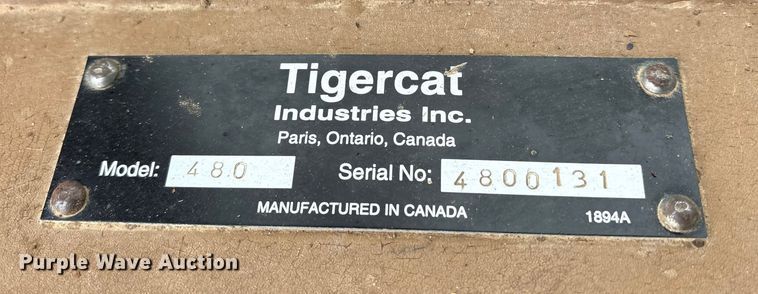 Tigercat
Industries Inc.
Paris, Ontario, Canada
Model: 480 Serial No: 4800131
MANUFACTURED IN CANADA 1894A
Purple Wave Auction